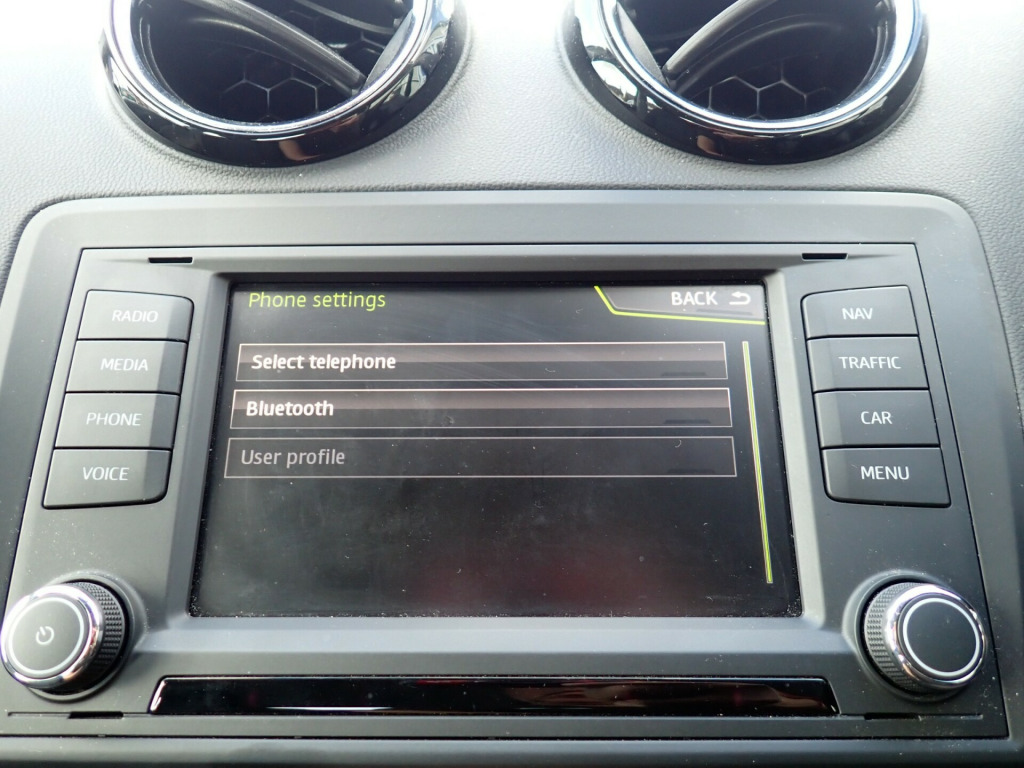 Phone settings
BACK
Select telephone
Bluetooth
User profile
RADIO
MEDIA
PHONE
VOICE
NAV
TRAFFIC
CAR
MENU